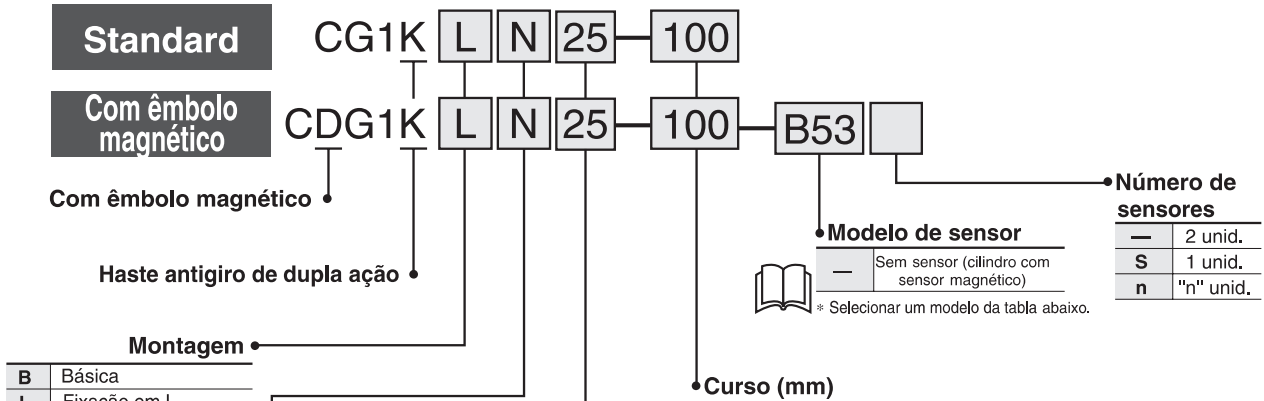 Standard
CG1K L N 25 — 100
Com êmbolo
magnético
CDG1K L N 25 — 100 — B53
Com êmbolo magnético
Número de
sensores
— 2 unid.
S 1 unid.
n "n" unid.
Modelo de sensor
— Sem sensor (cilindro com
sensor magnético)
* Selecionar um modelo da tabla abaixo.
Haste antigiro de dupla ação
Montagem
B Básica
Curso (mm)